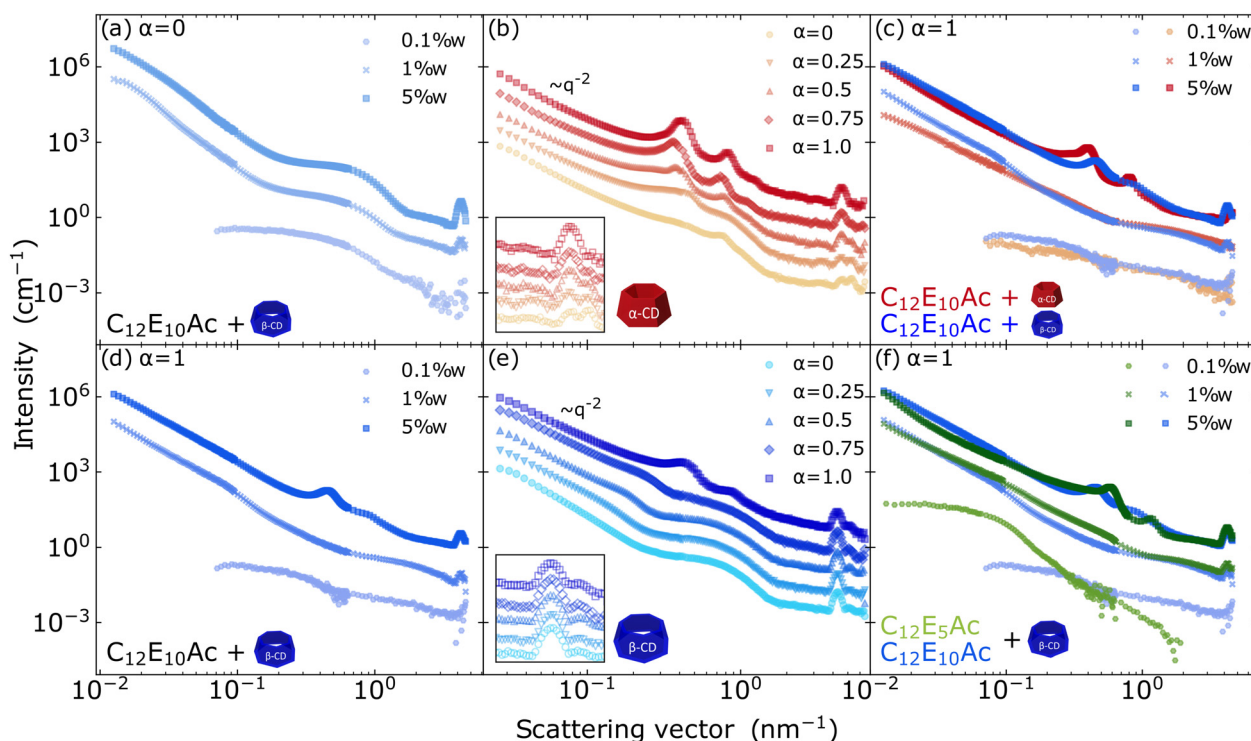 (a) α=0
0.1%w
1%w
5%w
C₁₂E₁₀Ac +
β-CD
(b)
~q⁻²
α=0
α=0.25
α=0.5
α=0.75
α=1.0
α-CD
(c) α=1
0.1%w
1%w
5%w
C₁₂E₁₀Ac + α-CD
C₁₂E₁₀Ac + β-CD
10⁶
10³
10⁰
10⁻³
(d) α=1
0.1%w
1%w
5%w
C₁₂E₁₀Ac +
β-CD
(e)
~q⁻²
α=0
α=0.25
α=0.5
α=0.75
α=1.0
β-CD
(f) α=1
0.1%w
1%w
5%w
C₁₂E₅Ac
C₁₂E₁₀Ac
+ β-CD
10⁶
10³
10⁰
10⁻³
Intensity (cm⁻¹)
10⁻²
10⁻¹
10⁰
10⁻¹
10⁰
10⁻²
10⁻¹
10⁰
Scattering vector (nm⁻¹)